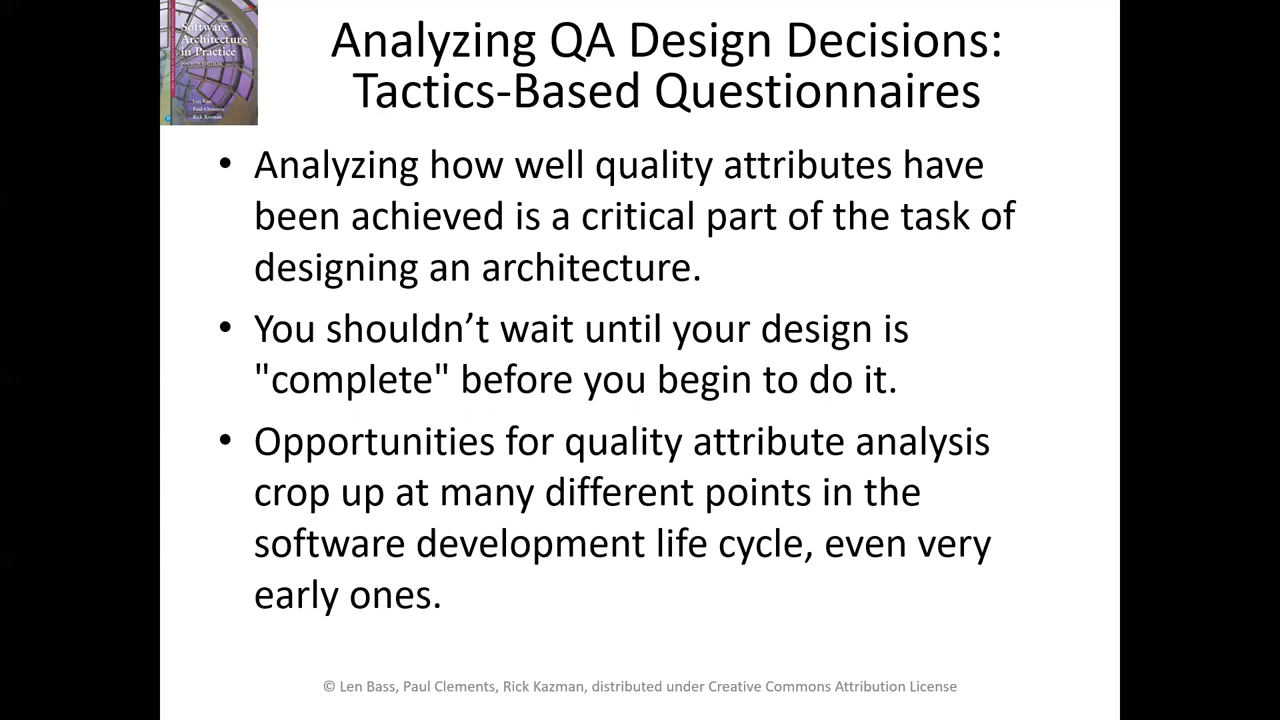 Software
Architecture
in Practice
FOURTH EDITION
Len Bass
Paul Clements
Rick Kazman
Analyzing QA Design Decisions:
Tactics-Based Questionnaires
• Analyzing how well quality attributes have
been achieved is a critical part of the task of
designing an architecture.
• You shouldn’t wait until your design is
"complete" before you begin to do it.
• Opportunities for quality attribute analysis
crop up at many different points in the
software development life cycle, even very
early ones.
© Len Bass, Paul Clements, Rick Kazman, distributed under Creative Commons Attribution License